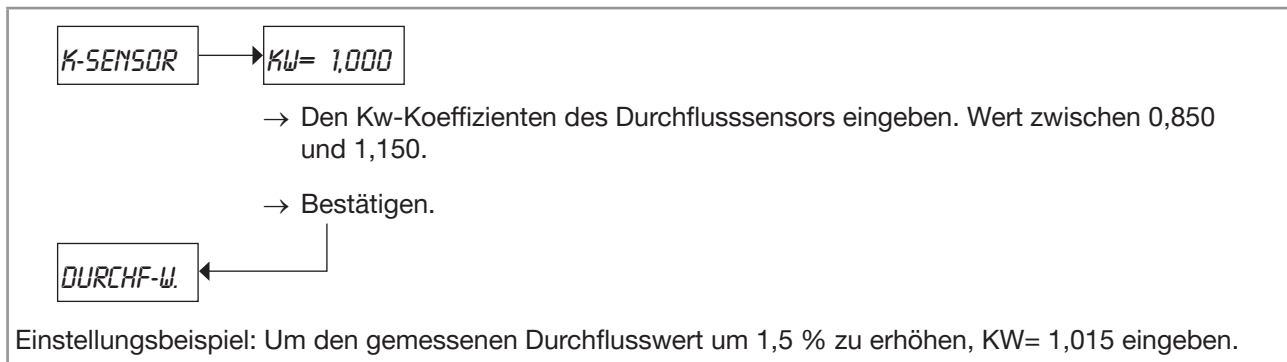 K-SENSOR
KW= 1,000
→ Den Kw-Koeffizienten des Durchflusssensors eingeben. Wert zwischen 0,850
und 1,150.
→ Bestätigen.
DURCHF-W.
Einstellungsbeispiel: Um den gemessenen Durchflusswert um 1,5 % zu erhöhen, KW= 1,015 eingeben.